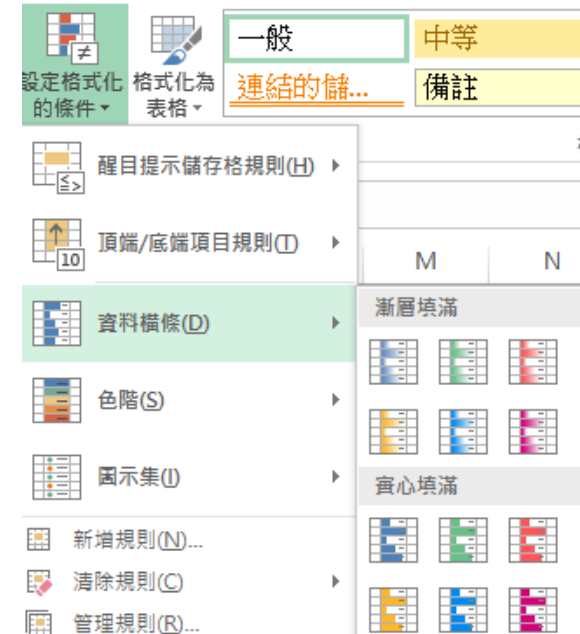 設定格式化
的條件
格式化為
表格
一般
中等
連結的儲...
備註
醒目提示儲存格規則(H)
10
頂端/底端項目規則(T)
M N
資料橫條(D)
漸層填滿
色階(S)
圖示集(I)
實心填滿
新增規則(N)...
清除規則(C)
管理規則(R)...